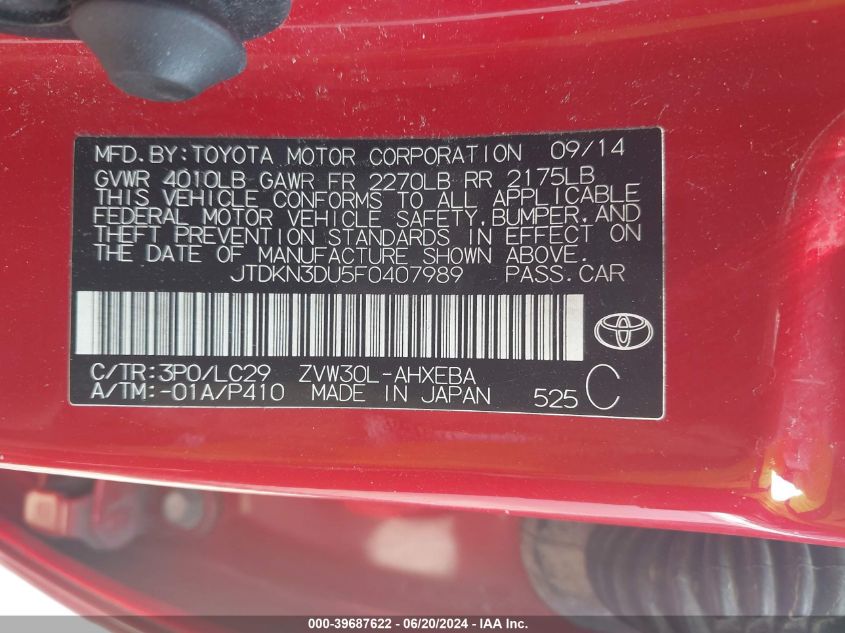 MFD. BY: TOYOTA MOTOR CORPORATION 09/14
GVWR 4010LB GAWR FR 2270LB RR 2175LB
THIS VEHICLE CONFORMS TO ALL APPLICABLE
FEDERAL MOTOR VEHICLE SAFETY, BUMPER, AND
THEFT PREVENTION STANDARDS IN EFFECT ON
THE DATE OF MANUFACTURE SHOWN ABOVE.
JTDKN3DU5F0407989 PASS. CAR
C/TR: 3P0/LC29 ZVW30L-AHXEBA
A/TM: -01A/P410 MADE IN JAPAN 525 C
000-39687622 - 06/20/2024 - IAA Inc.